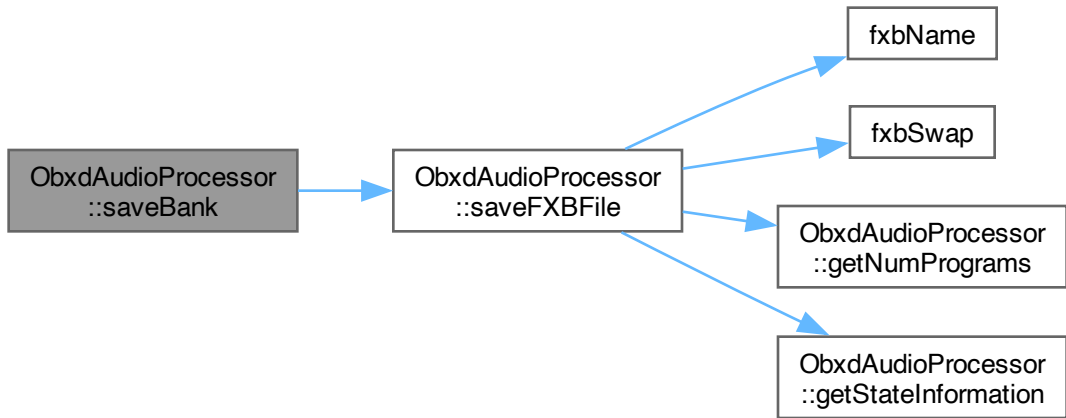 ObxdAudioProcessor
::saveBank
ObxdAudioProcessor
::saveFXBFile
fxbName
fxbSwap
ObxdAudioProcessor
::getNumPrograms
ObxdAudioProcessor
::getStateInformation